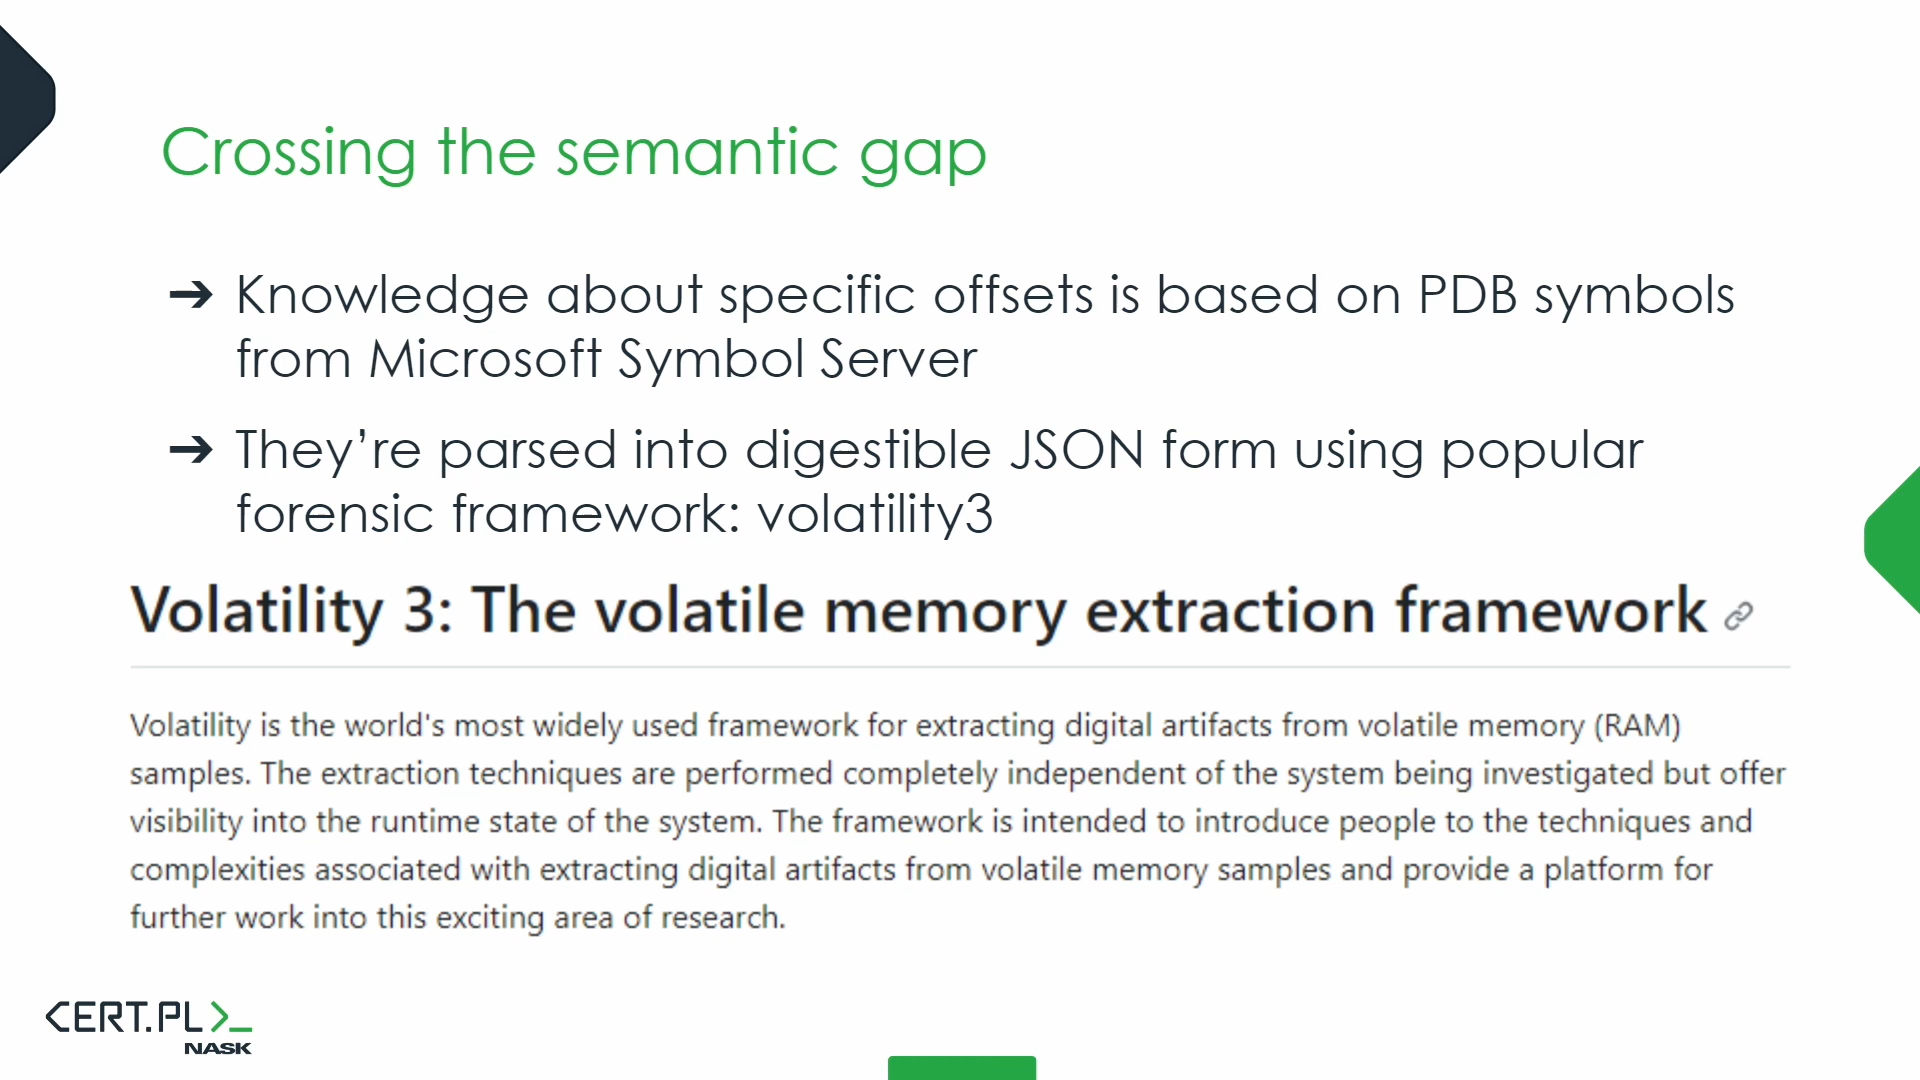 Crossing the semantic gap
➔ Knowledge about specific offsets is based on PDB symbols
from Microsoft Symbol Server
➔ They’re parsed into digestible JSON form using popular
forensic framework: volatility3
Volatility 3: The volatile memory extraction framework
Volatility is the world's most widely used framework for extracting digital artifacts from volatile memory (RAM)
samples. The extraction techniques are performed completely independent of the system being investigated but offer
visibility into the runtime state of the system. The framework is intended to introduce people to the techniques and
complexities associated with extracting digital artifacts from volatile memory samples and provide a platform for
further work into this exciting area of research.
CERT.PL>_
NASK